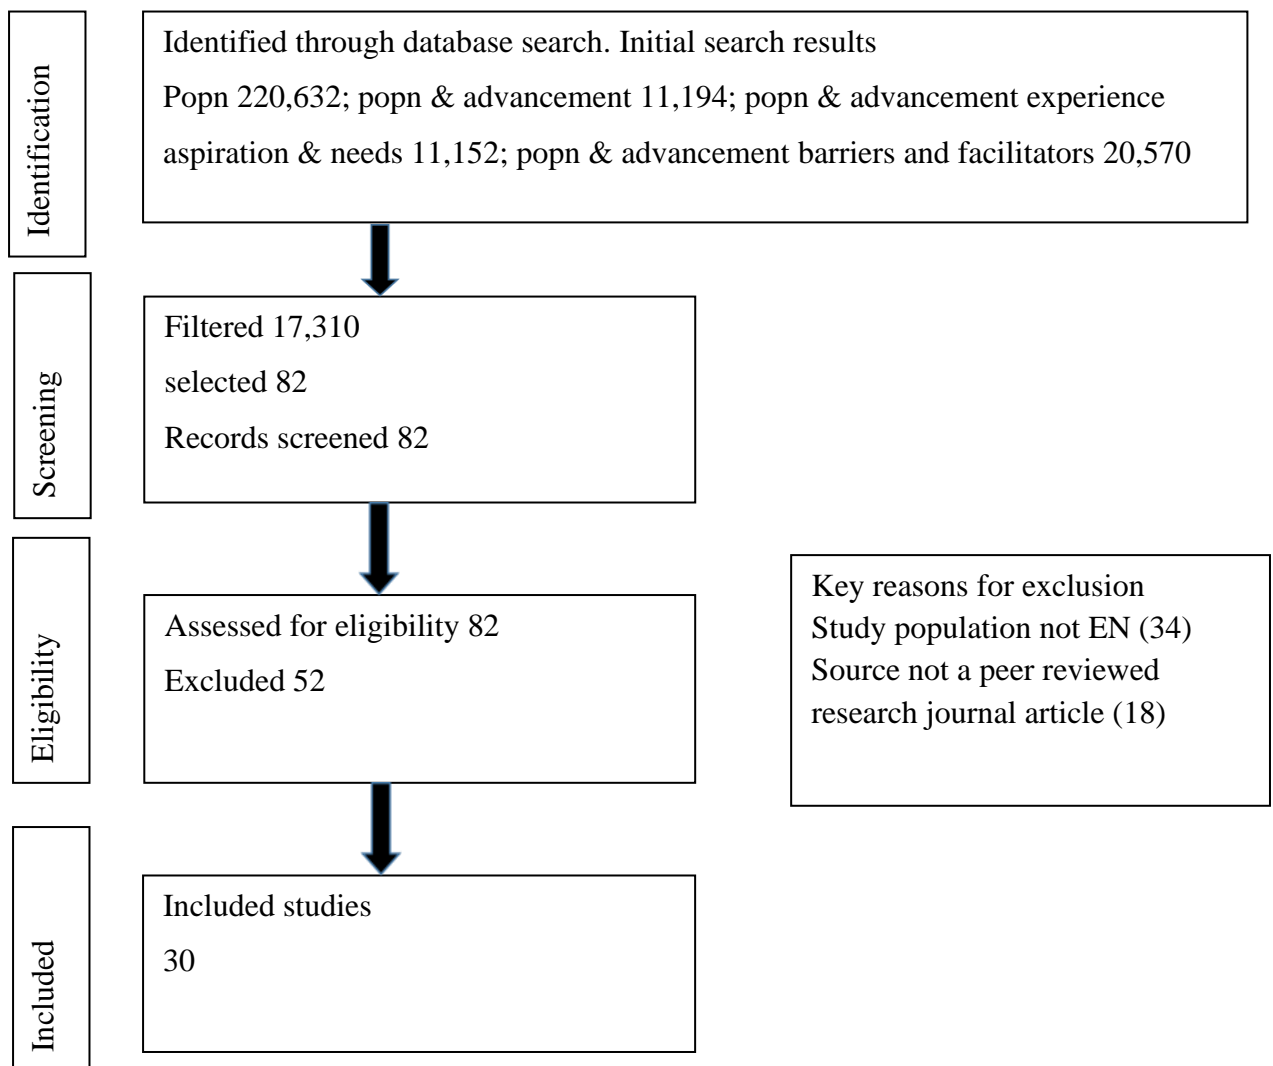 Identification
Identified through database search. Initial search results
Popn 220,632; popn & advancement 11,194; popn & advancement experience
aspiration & needs 11,152; popn & advancement barriers and facilitators 20,570
Screening
Filtered 17,310
selected 82
Records screened 82
Eligibility
Assessed for eligibility 82
Excluded 52
Key reasons for exclusion
Study population not EN (34)
Source not a peer reviewed
research journal article (18)
Included
Included studies
30